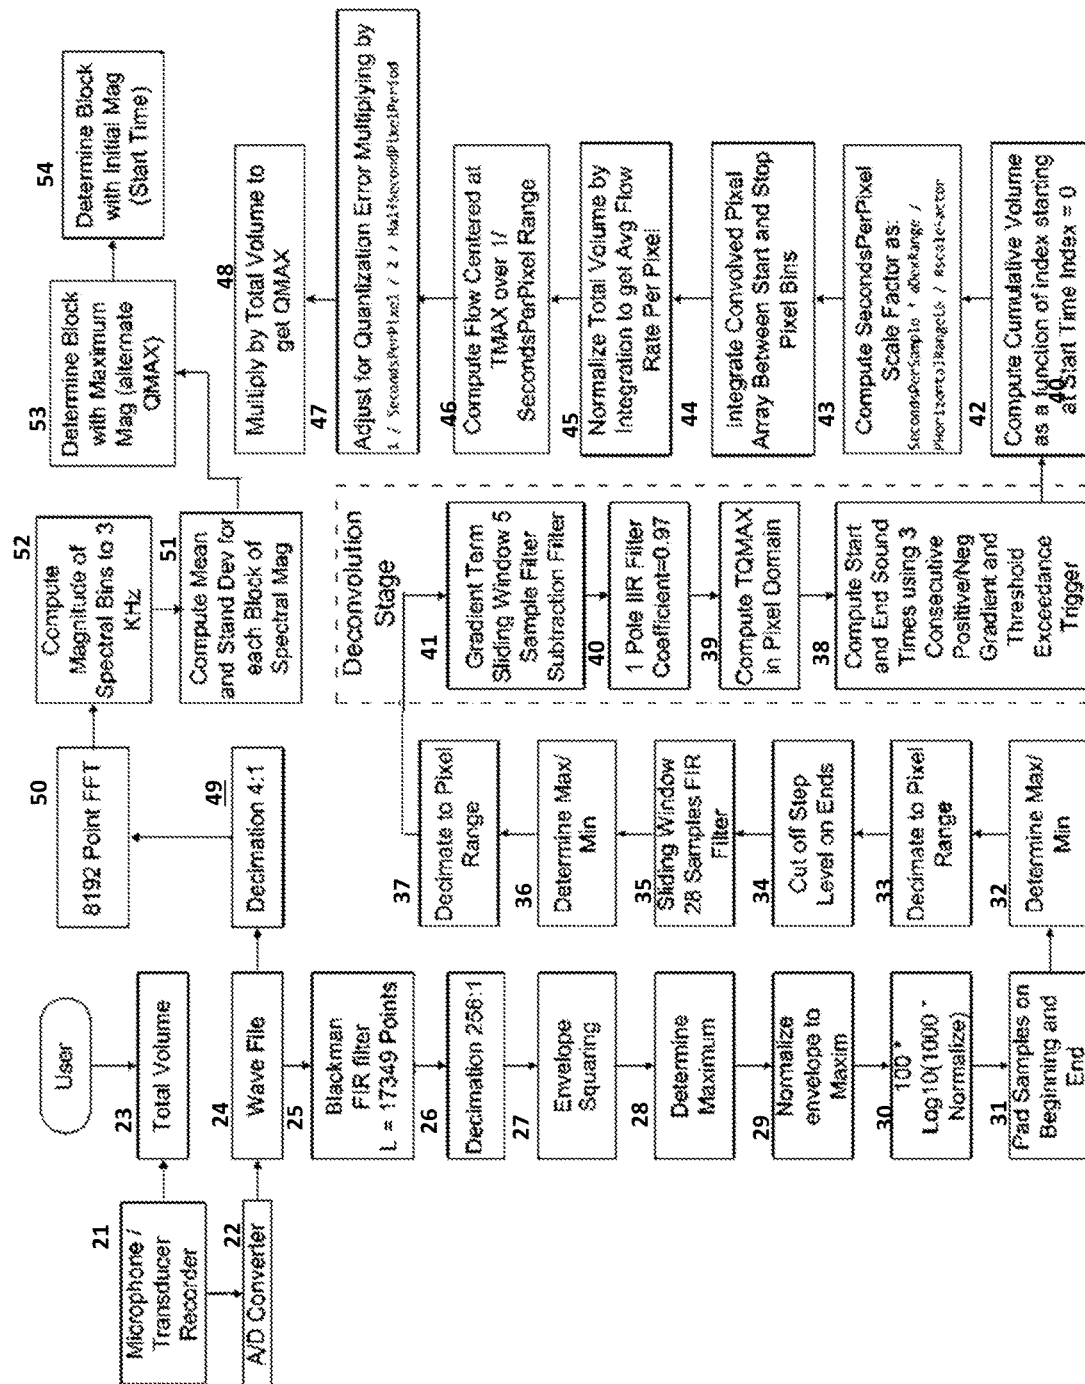 User
21
Microphone /
Transducer
Recorder
23
Total Volume
22
A/D Converter
24
Wave File
25
Blackman
FIR filter
L = 17349 Points
26
Decimation 256:1
27
Envelope
Squaring
28
Determine
Maximum
29
Normalize
envelope to
Maxim
30
100 *
Log10(1000 *
Normalize)
31
Pad Samples on
Beginning and
End
32
Determine Max/
Min
33
Decimate to Pixel
Range
34
Cut off Step
Level on Ends
35
Sliding Window
28 Samples FIR
Filter
36
Determine Max/
Min
37
Decimate to Pixel
Range
Deconvolution
Stage
41
Gradient Term
Sliding Window 5
Sample Filter
Subtraction Filter
40
1 Pole IIR Filter
Coefficient=0.97
39
Compute TQMAX
in Pixel Domain
38
Compute Start
and End Sound
Times using 3
Consecutive
Positive/Neg
Gradient and
Threshold
Exceedance
Trigger
42
Compute Cumulative Volume
as a function of index starting
at Start Time Index = 0
40
43
Compute SecondsPerPixel
Scale Factor as:
SecondsPerSample *
44
Integrate Convolved Pixel
Array Between Start and Stop
Pixel Bins
45
Normalize Total Volume by
Integration to get Avg Flow
Rate Per Pixel
46
Compute Flow Centered at
TMAX over 1/
SecondsPerPixel Range
47
Adjust for Quantization Error Multiplying by
1 / SecondsPerPixel / 2 / HalfSecondPixelPeriod
48
Multiply by Total Volume to
get QMAX
49
Decimation 4:1
50
8192 Point FFT
52
Compute
Magnitude of
Spectral Bins to 3
KHz
51
Compute Mean
and Stand Dev for
each Block of
Spectral Mag
53
Determine Block
with Maximum
Mag (alternate
QMAX)
54
Determine Block
with Initial Mag
(Start Time)